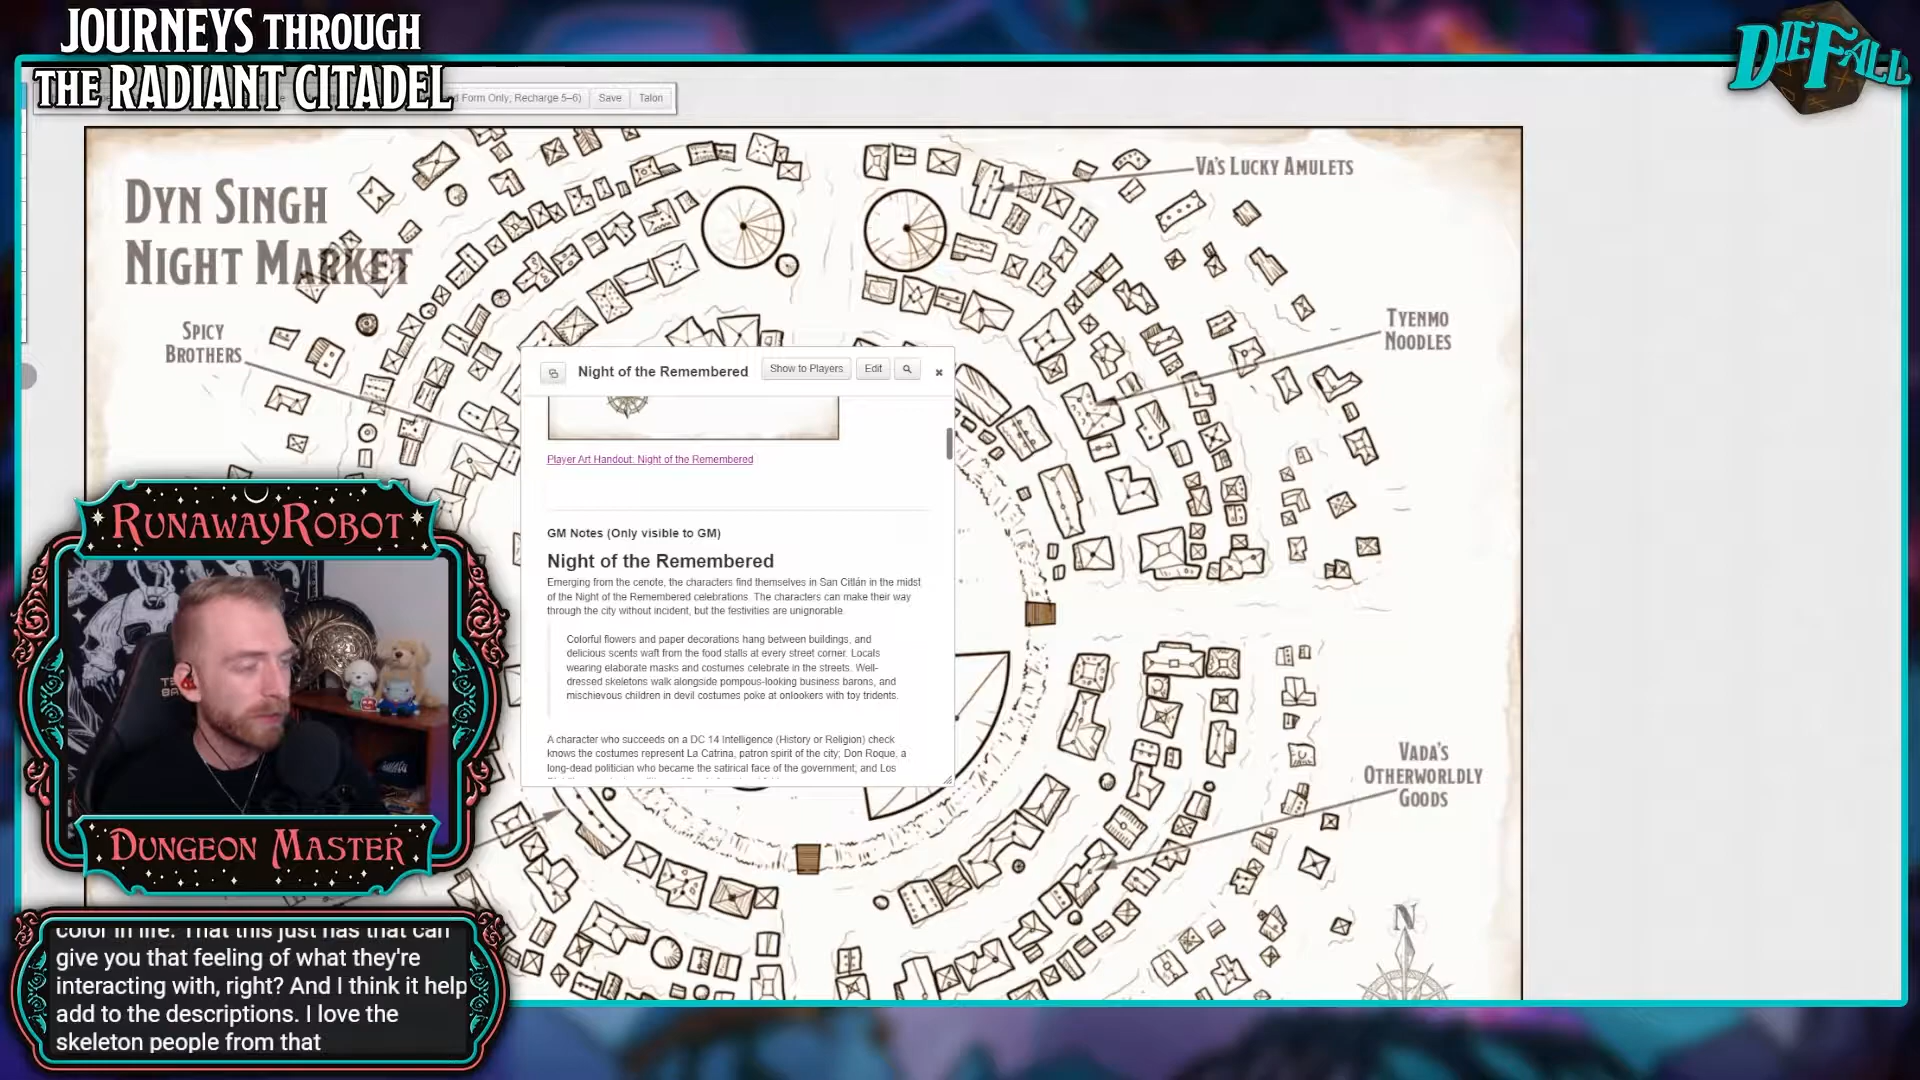 JOURNEYS THROUGH
THE RADIANT CITADEL
DIEFALL
d Form Only; Recharge 5–6)
Save
Talon
DYN SINGH
NIGHT MARKET
VA'S LUCKY AMULETS
SPICY
BROTHERS
TYENMO
NOODLES
Night of the Remembered
Show to Players
Edit
Player Art Handout: Night of the Remembered
GM Notes (Only visible to GM)
Night of the Remembered
Emerging from the cenote, the characters find themselves in San Citlán in the midst
of the Night of the Remembered celebrations. The characters can make their way
through the city without incident, but the festivities are unignorable
Colorful flowers and paper decorations hang between buildings, and
delicious scents waft from the food stalls at every street corner. Locals
wearing elaborate masks and costumes celebrate in the streets. Well-
dressed skeletons walk alongside pompous-looking business barons, and
mischievous children in devil costumes poke at onlookers with toy tridents.
A character who succeeds on a DC 14 Intelligence (History or Religion) check
knows the costumes represent La Catrina, patron spirit of the city; Don Roque, a
long-dead politician who became the satirical face of the government; and Los
VADA'S
OTHERWORLDLY
GOODS
N
RUNAWAYROBOT
DUNGEON MASTER
color in life. That this just has that can
give you that feeling of what they're
interacting with, right? And I think it help
add to the descriptions. I love the
skeleton people from that